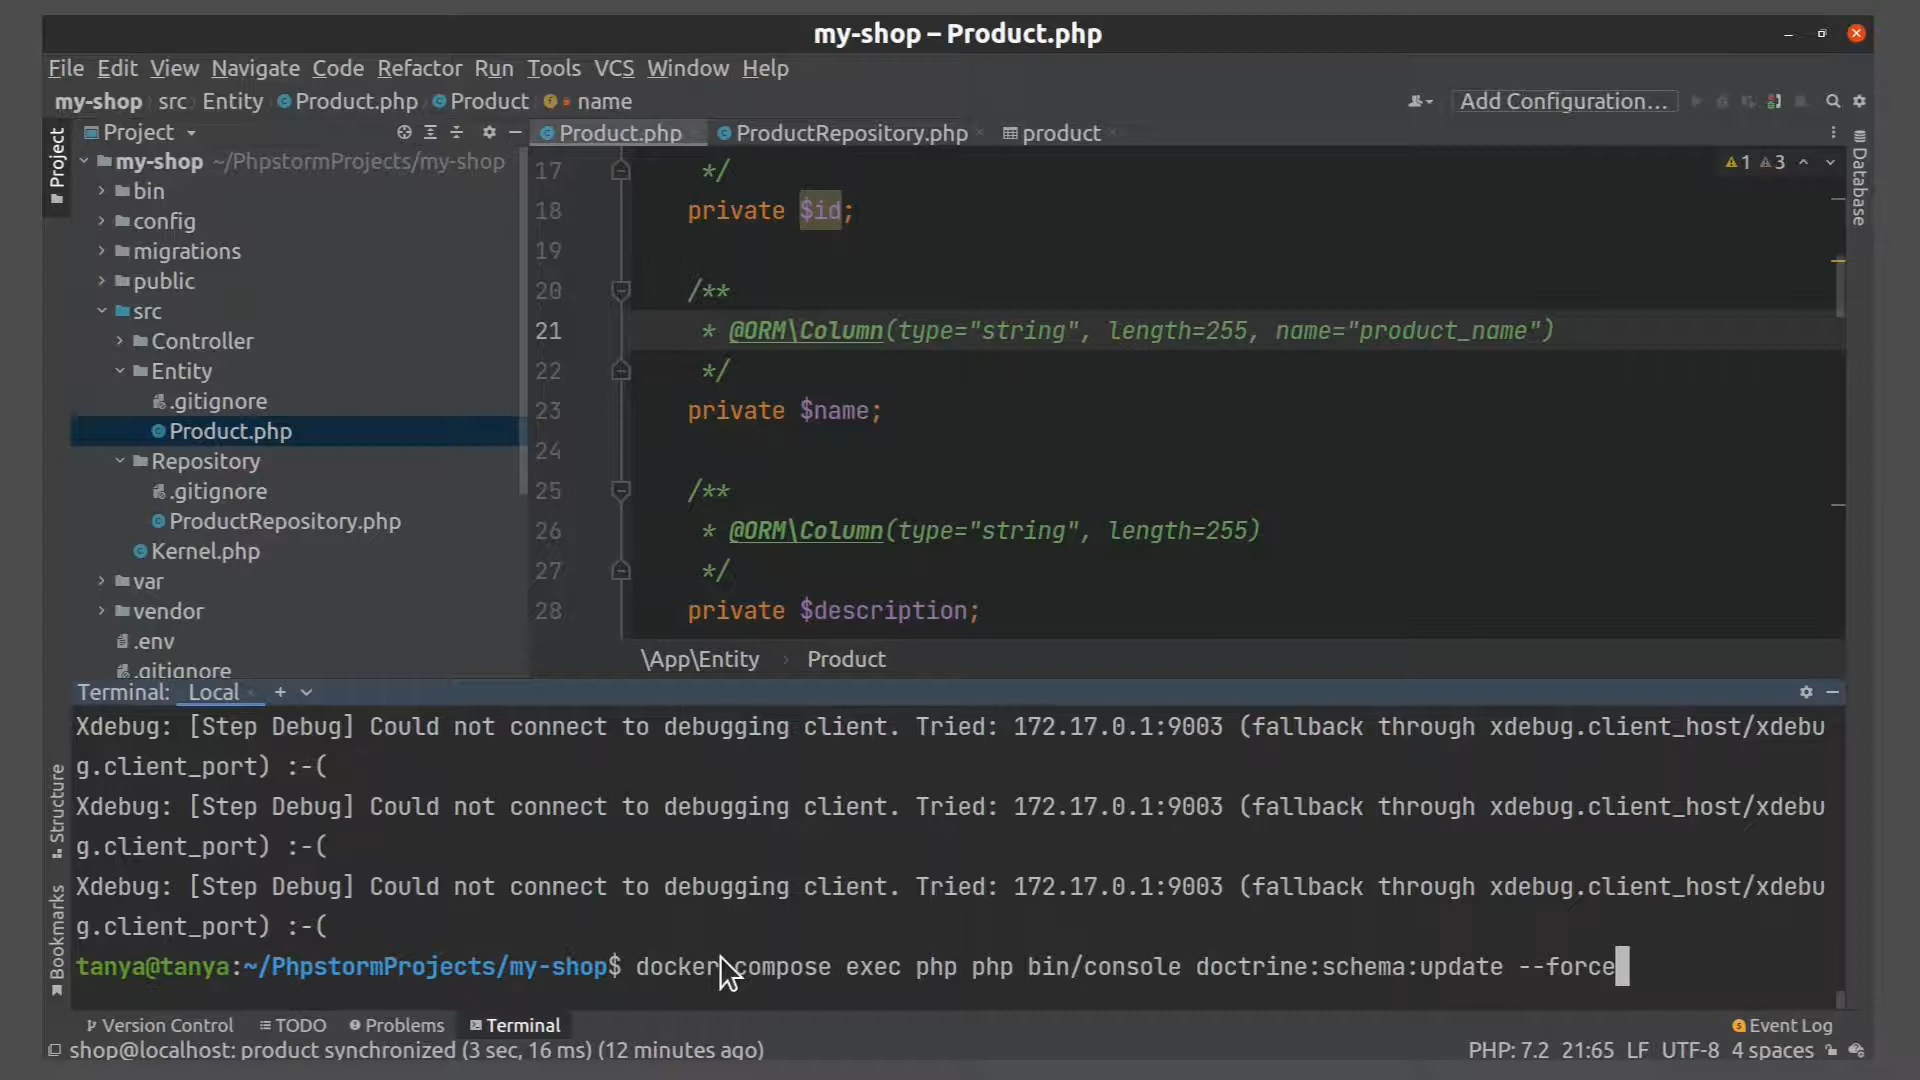 my-shop – Product.php
File Edit View Navigate Code Refactor Run Tools VCS Window Help
my-shop src Entity Product.php Product name
Add Configuration...
Project
Project
Product.php ProductRepository.php product
my-shop ~/PhpstormProjects/my-shop
bin
config
migrations
public
src
Controller
Entity
.gitignore
Product.php
Repository
.gitignore
ProductRepository.php
Kernel.php
var
vendor
.env
.gitignore
1 3
Database
17 */
18 private $id;
19
20 /**
21 * @ORM\Column(type="string", length=255, name="product_name")
22 */
23 private $name;
24
25 /**
26 * @ORM\Column(type="string", length=255)
27 */
28 private $description;
\App\Entity Product
Terminal: Local
Structure
Bookmarks
Xdebug: [Step Debug] Could not connect to debugging client. Tried: 172.17.0.1:9003 (fallback through xdebug.client_host/xdebu
g.client_port) :-(
Xdebug: [Step Debug] Could not connect to debugging client. Tried: 172.17.0.1:9003 (fallback through xdebug.client_host/xdebu
g.client_port) :-(
Xdebug: [Step Debug] Could not connect to debugging client. Tried: 172.17.0.1:9003 (fallback through xdebug.client_host/xdebu
g.client_port) :-(
tanya@tanya:~/PhpstormProjects/my-shop$ docker compose exec php php bin/console doctrine:schema:update --force
Version Control TODO Problems Terminal
Event Log
shop@localhost: product synchronized (3 sec, 16 ms) (12 minutes ago)
PHP: 7.2 21:65 LF UTF-8 4 spaces